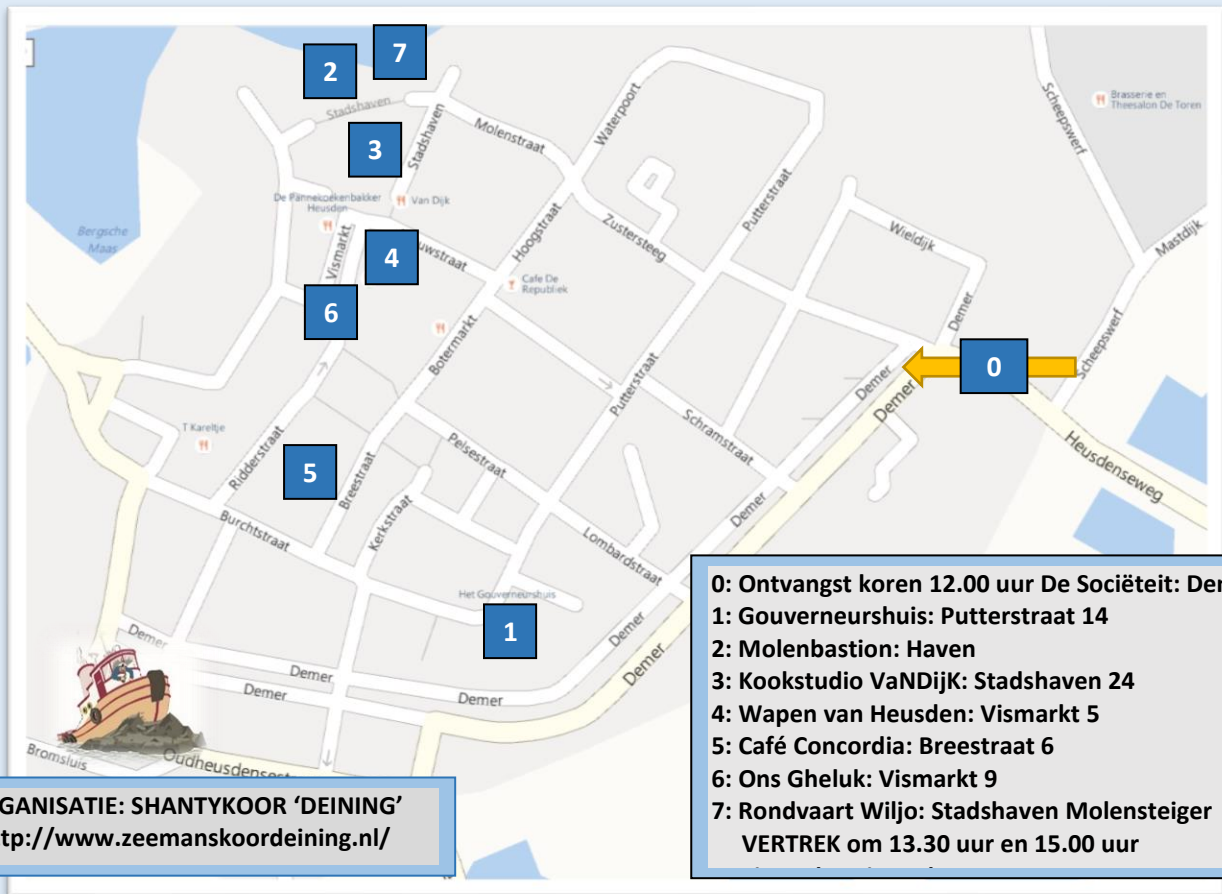 7
2
Stadshaven
3
Stadshaven
Molenstraat
Waterpoort
Scheepswerf
Brasserie en
Theesalon De Toren
De Pannekoekenbakker
Heusden
Van Dijk
Bergsche
Maas
Vismarkt
4
uwstraat
Hoogstraat
Zustersteeg
Putterstraat
Wieldijk
Mastdijk
Cafe De
Republiek
6
Botermarkt
Demer
Scheepswerf
0
Demer
Demer
Putterstraat
T Kareltje
Ridderstraat
5
Breestraat
Pelsestraat
Schramstraat
Heusdenseweg
Kerkstraat
Burchtstraat
Demer
Lombardstraat
Het Gouverneurshuis
1
Demer
Demer
Demer
Demer
Demer
Demer
Bromsluis
Oudheusdensest
GANISATIE: SHANTYKOOR ‘DEINING’
tp://www.zeemanskoordeining.nl/
0: Ontvangst koren 12.00 uur De Sociëteit: Der
1: Gouverneurshuis: Putterstraat 14
2: Molenbastion: Haven
3: Kookstudio VaNDijK: Stadshaven 24
4: Wapen van Heusden: Vismarkt 5
5: Café Concordia: Breestraat 6
6: Ons Gheluk: Vismarkt 9
7: Rondvaart Wiljo: Stadshaven Molensteiger
VERTREK om 13.30 uur en 15.00 uur